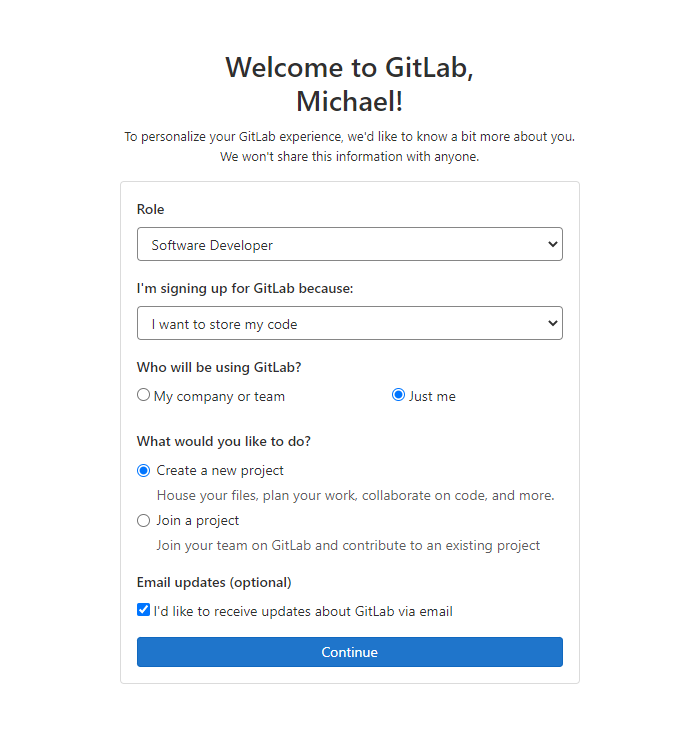 Welcome to GitLab,
Michael!
To personalize your GitLab experience, we'd like to know a bit more about you.
We won't share this information with anyone.
Role
Software Developer
I'm signing up for GitLab because:
I want to store my code
Who will be using GitLab?
My company or team Just me
What would you like to do?
Create a new project
House your files, plan your work, collaborate on code, and more.
Join a project
Join your team on GitLab and contribute to an existing project
Email updates (optional)
I'd like to receive updates about GitLab via email
Continue